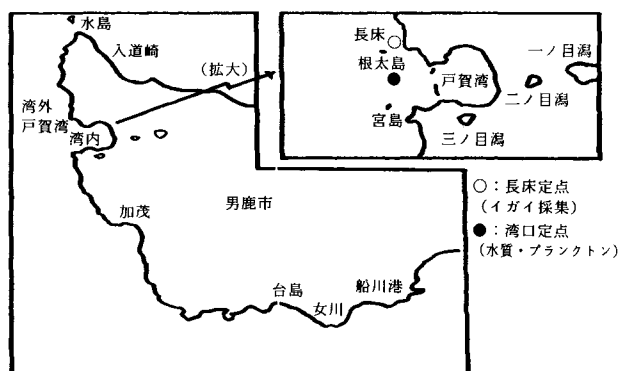 水島
入道崎
(拡大)
湾外
戸賀湾
湾内
加茂
男鹿市
台島
女川
船川港
長床
根太島
戸賀湾
宮島
一ノ目潟
二ノ目潟
三ノ目潟
○:長床定点
(イガイ採集)
●:湾口定点
(水質・プランクトン)